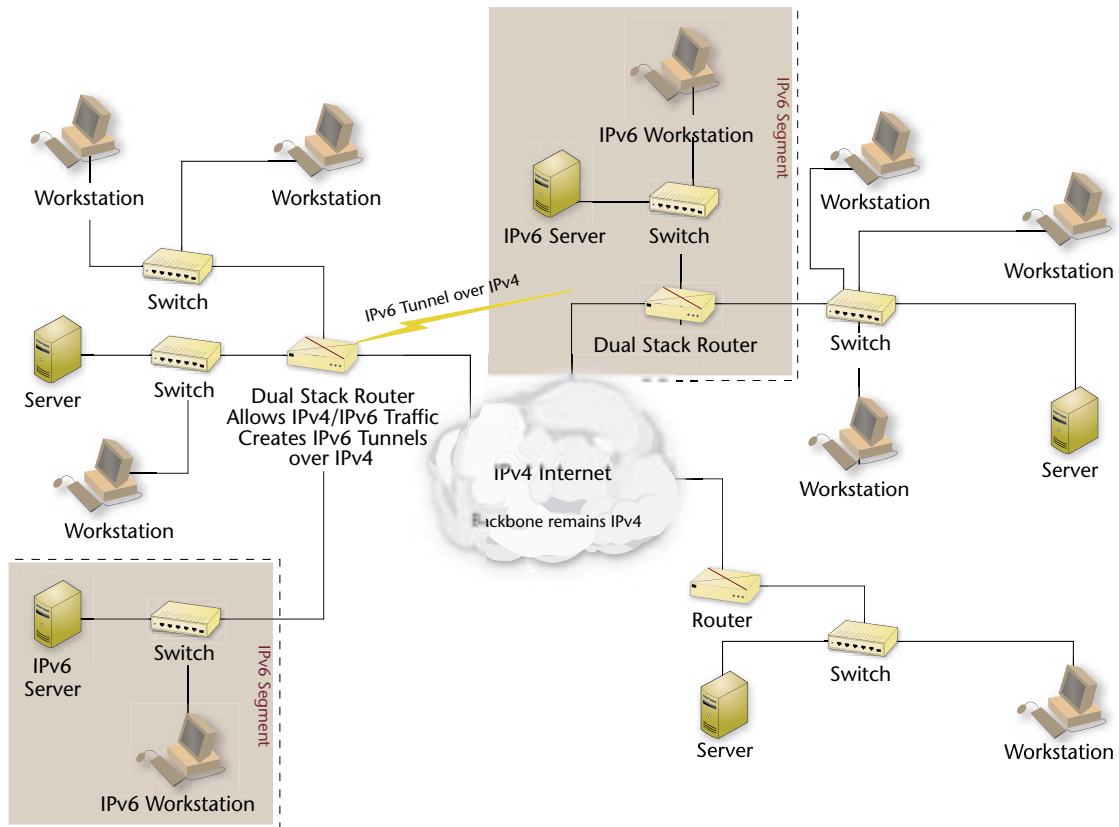 IPv6 Workstation
IPv6 Segment
IPv6 Server
Switch
Dual Stack Router
Workstation
Workstation
Switch
IPv6 Tunnel over IPv4
Server
Switch
Workstation
Dual Stack Router
Allows IPv4/IPv6 Traffic
Creates IPv6 Tunnels
over IPv4
Workstation
Workstation
Switch
Workstation
Server
IPv4 Internet
Backbone remains IPv4
Router
Switch
Server
Workstation
IPv6
Server
Switch
IPv6 Segment
IPv6 Workstation